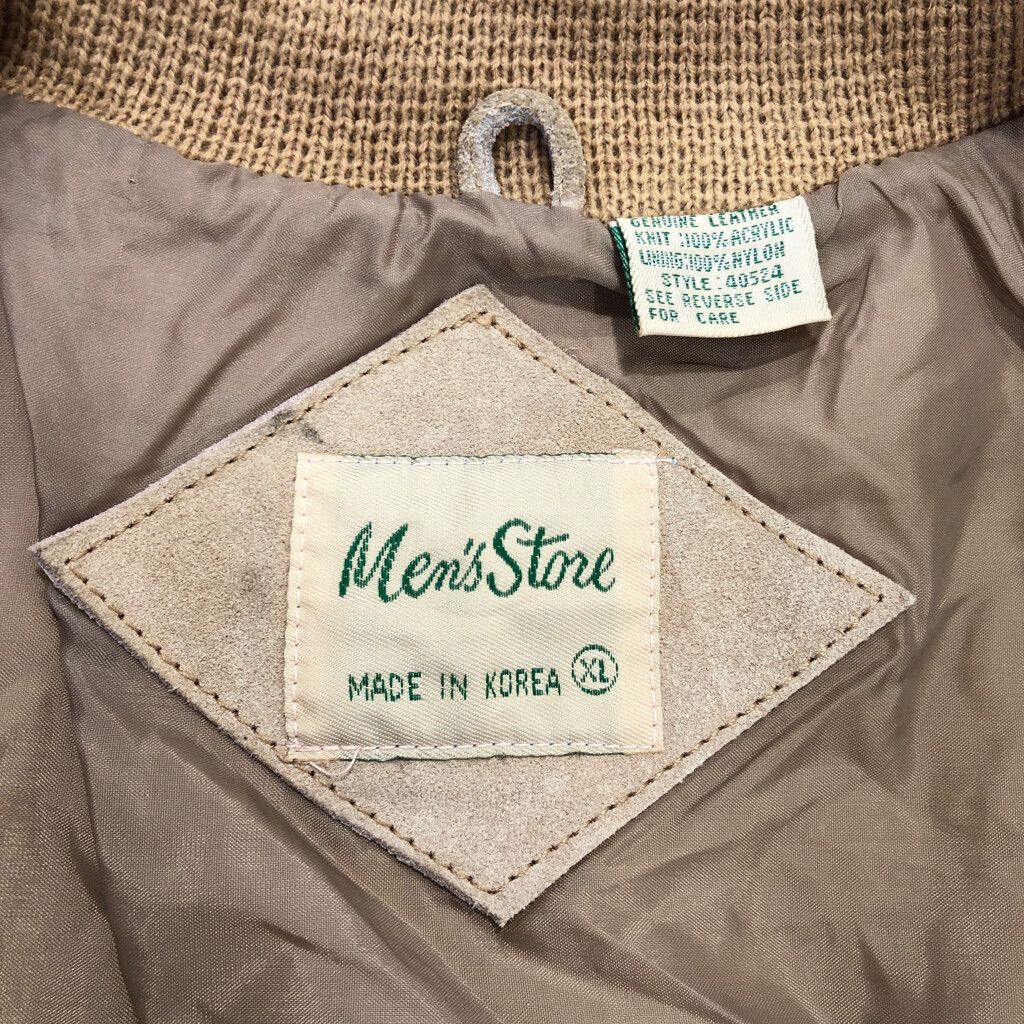 GENUINE LEATHER
KNIT :100% ACRYLIC
LINING:100% NYLON
STYLE : 40524
SEE REVERSE SIDE
FOR CARE
Men's Store
MADE IN KOREA XL